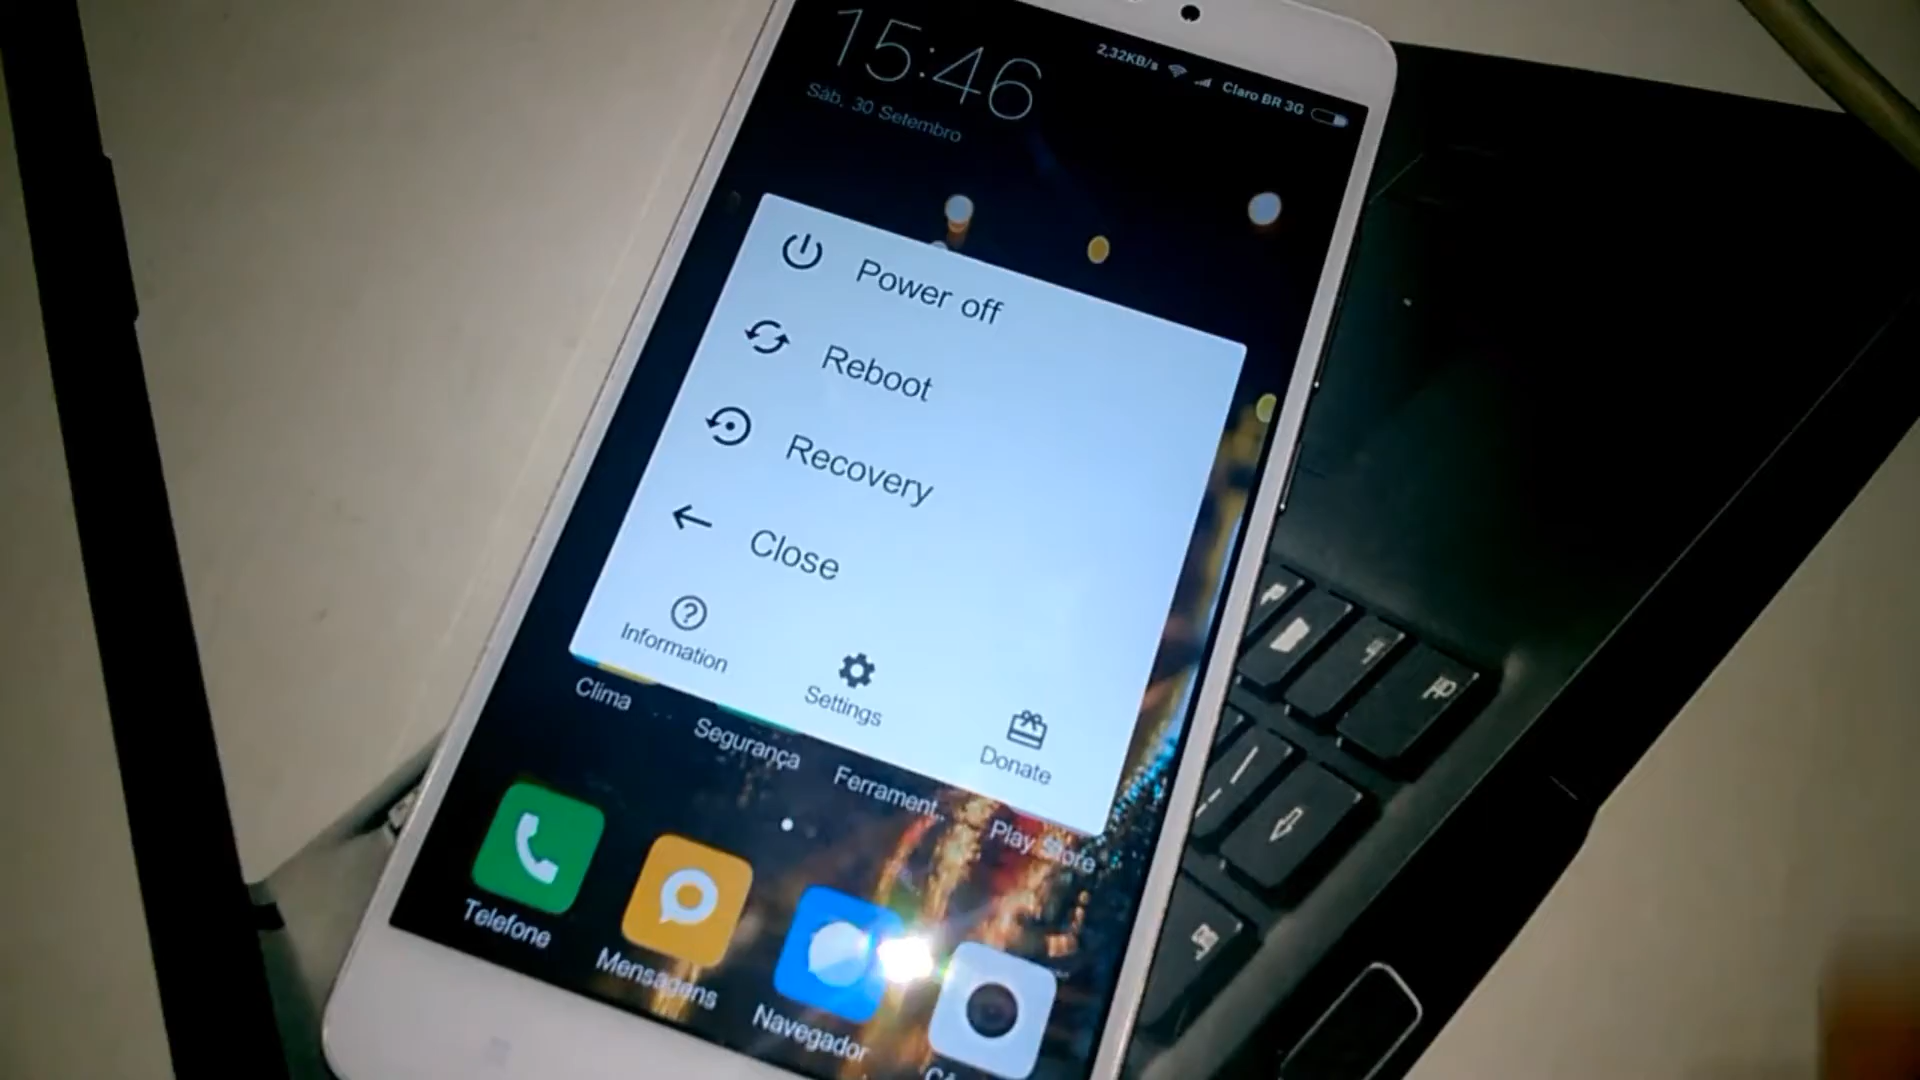 15:46
2,32KB/s Claro BR 3G
Sáb, 30 Setembro
Power off
Reboot
Recovery
Close
Information
Settings
Donate
Clima
Segurança
Ferrament...
Play Store
Telefone
Mensagens
Navegador